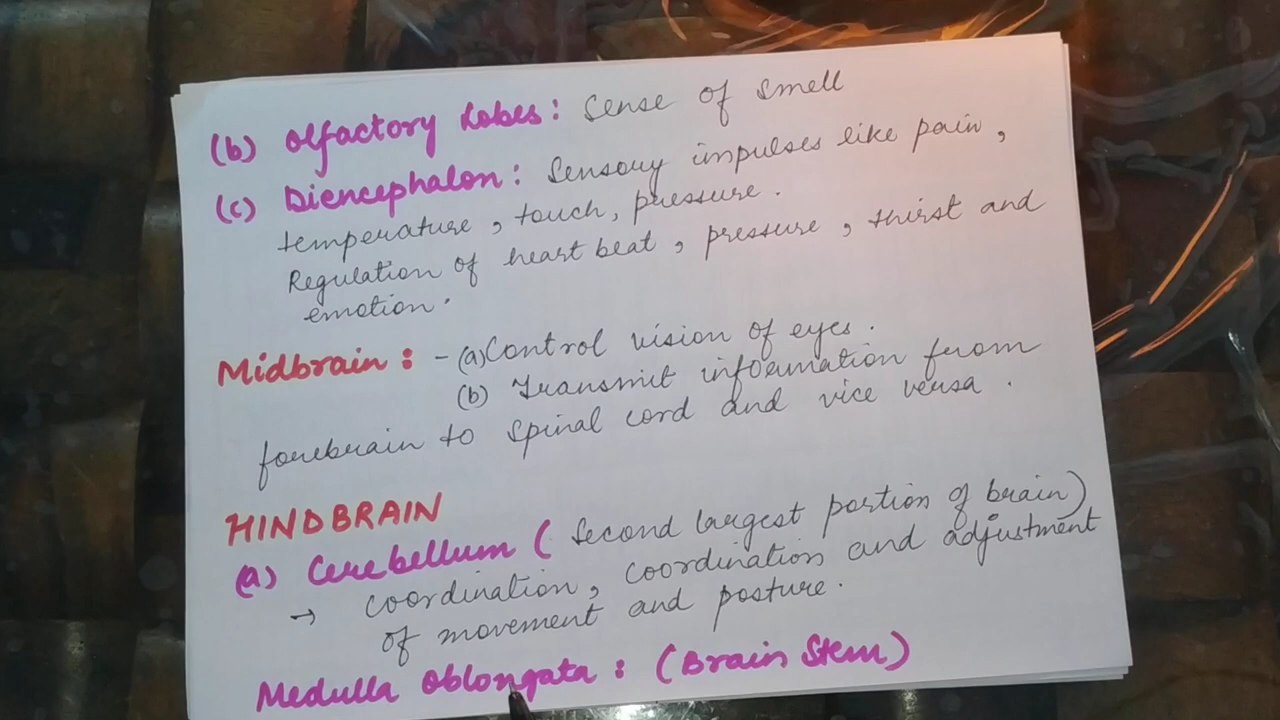 (b) Olfactory Lobes: Sense of smell
(c) Diencephalon: Sensory impulses like pain,
temperature, touch, pressure.
Regulation of heart beat, pressure, thirst and
emotion.
Midbrain: - (a) Control vision of eyes.
(b) Transmit information from
forebrain to spinal cord and vice versa.
HINDBRAIN
(a) Cerebellum (Second largest portion of brain)
→ coordination, coordination and adjustment
of movement and posture.
Medulla Oblongata: (Brain Stem)